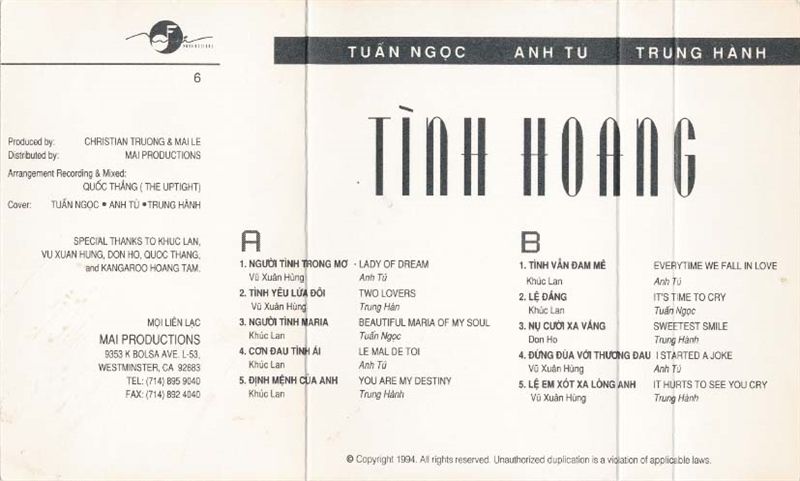 TUẤN NGỌC ANH TU TRUNG HÀNH
6
TÌNH HOANG
Produced by: CHRISTIAN TRUONG & MAI LE
Distributed by: MAI PRODUCTIONS
Arrangement Recording & Mixed:
QUỐC THẮNG ( THE UPTIGHT)
Cover: TUẤN NGỌC • ANH TÚ • TRUNG HÀNH
SPECIAL THANKS TO KHUC LAN,
VU XUAN HUNG, DON HO, QUOC THANG,
and KANGAROO HOANG TAM.
MỌI LIÊN LẠC
MAI PRODUCTIONS
9353 K BOLSA AVE. L-53,
WESTMINSTER, CA 92683
TEL: (714) 895 9040
FAX: (714) 892 4040
A
1. NGƯỜI TÌNH TRONG MƠ - LADY OF DREAM
Vũ Xuân Hùng Anh Tú
2. TÌNH YÊU LỨA ĐÔI TWO LOVERS
Vũ Xuân Hùng Trung Hàn
3. NGƯỜI TÌNH MARIA BEAUTIFUL MARIA OF MY SOUL
Khúc Lan Tuấn Ngọc
4. CƠN ĐAU TÌNH ÁI LE MAL DE TOI
Khúc Lan Anh Tú
5. ĐỊNH MỆNH CỦA ANH YOU ARE MY DESTINY
Khúc Lan Trung Hành
B
1. TÌNH VẪN ĐAM MÊ EVERYTIME WE FALL IN LOVE
Khúc Lan Anh Tú
2. LỆ ĐẮNG IT'S TIME TO CRY
Khúc Lan Tuấn Ngọc
3. NỤ CƯỜI XA VẮNG SWEETEST SMILE
Don Ho Trung Hành
4. ĐỪNG ĐÙA VỚI THƯƠNG ĐAU I STARTED A JOKE
Vũ Xuân Hùng Anh Tú
5. LỆ EM XÓT XA LÒNG ANH IT HURTS TO SEE YOU CRY
Vũ Xuân Hùng Trung Hành
© Copyright 1994. All rights reserved. Unauthorized duplication is a violation of applicable laws.